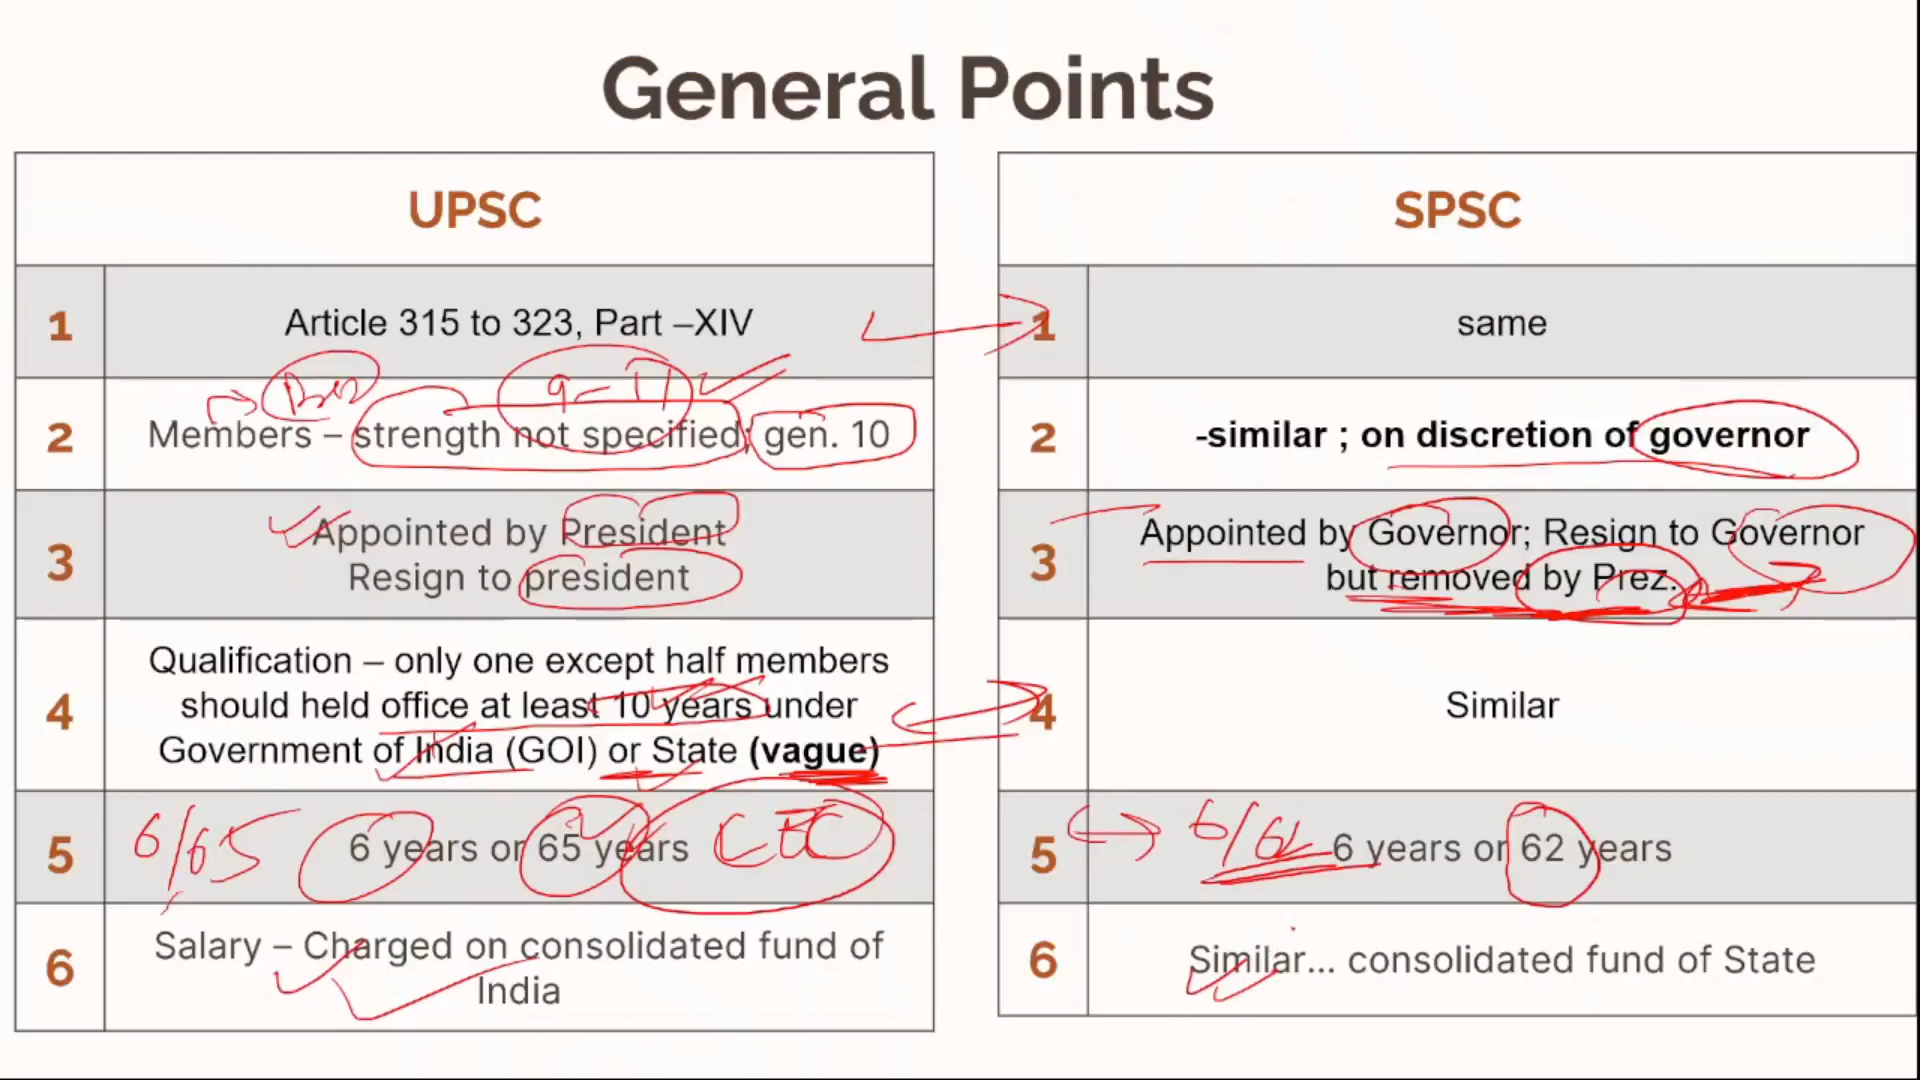 General Points
UPSC
1 Article 315 to 323, Part –XIV
9 – 11
2 Members – strength not specified; gen. 10
3 Appointed by President
Resign to president
4 Qualification – only one except half members
should held office at least 10 years under
Government of India (GOI) or State (vague)
5 6/65 6 years or 65 years
6 Salary – Charged on consolidated fund of
India
SPSC
1 same
2 -similar ; on discretion of governor
3 Appointed by Governor; Resign to Governor
but removed by Prez.
4 Similar
5 6/62 6 years or 62 years
6 Similar... consolidated fund of State